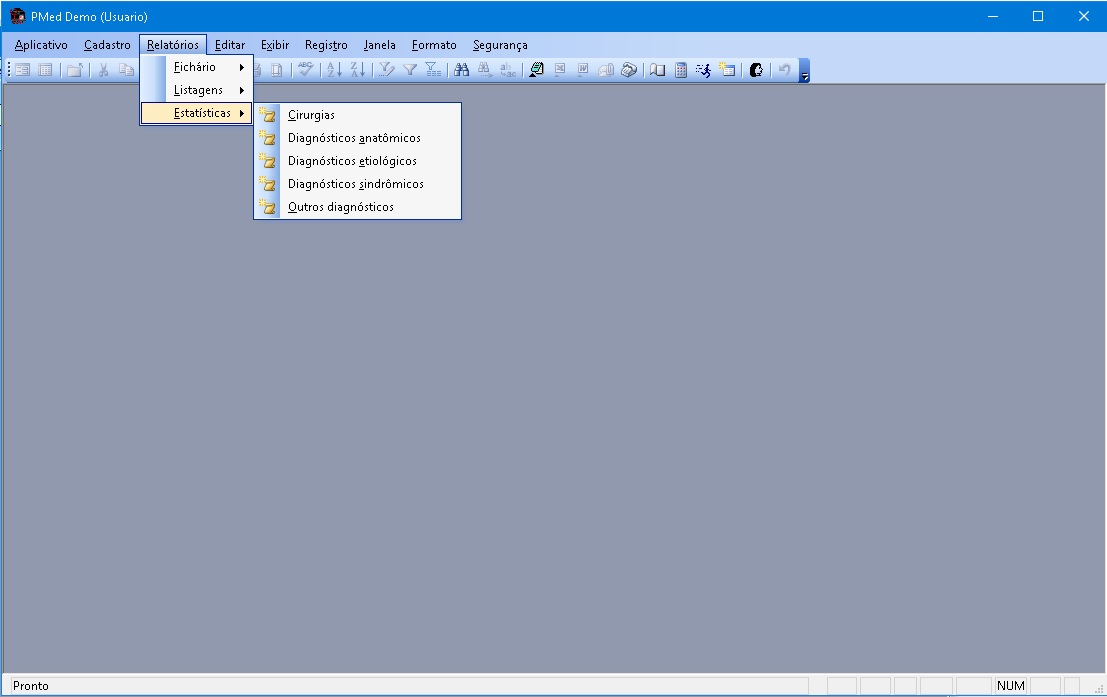 PMed Demo (Usuario)
Aplicativo Cadastro Relatórios Editar Exibir Registro Janela Formato Segurança
Fichário
Listagens
Estatísticas
Cirurgias
Diagnósticos anatômicos
Diagnósticos etiológicos
Diagnósticos sindrômicos
Outros diagnósticos
Pronto NUM